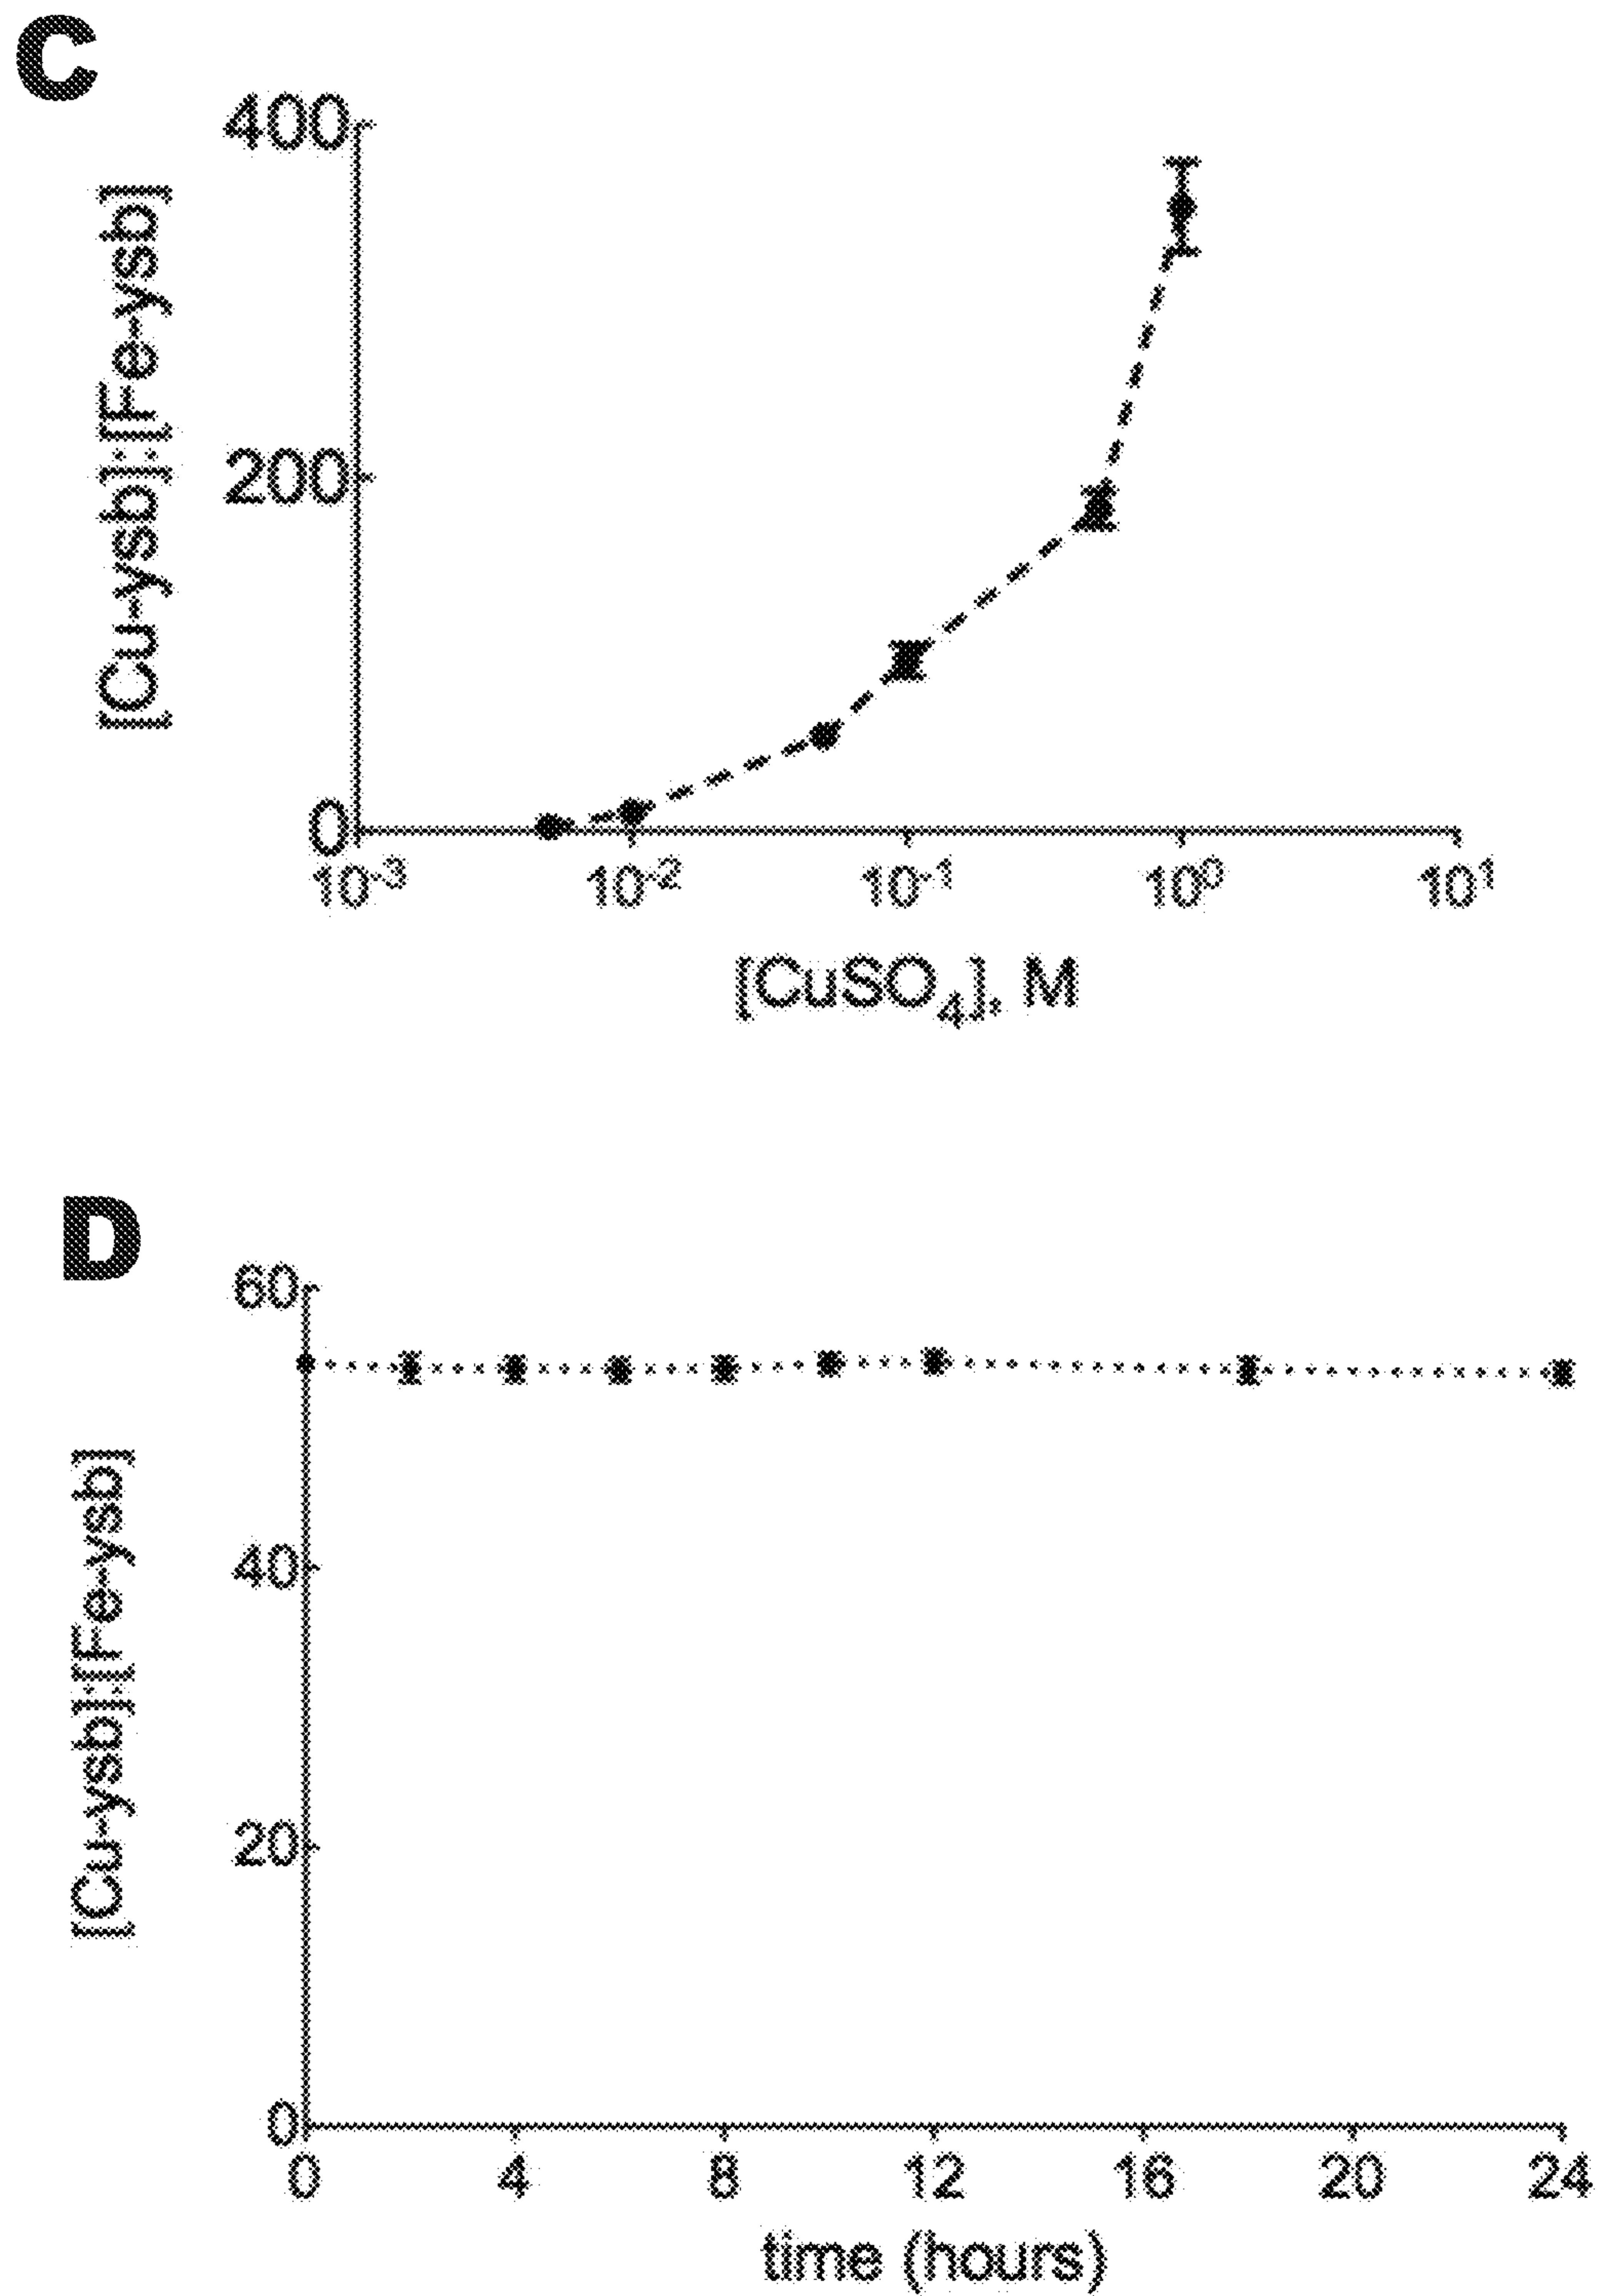 C
400
200
0
[Cu-ysb]:[Fe-ysb]
10⁻³ 10⁻² 10⁻¹ 10⁰ 10¹
[CuSO₄], M
D
60
40
20
0
[Cu-ysb]:[Fe-ysb]
0 4 8 12 16 20 24
time (hours)